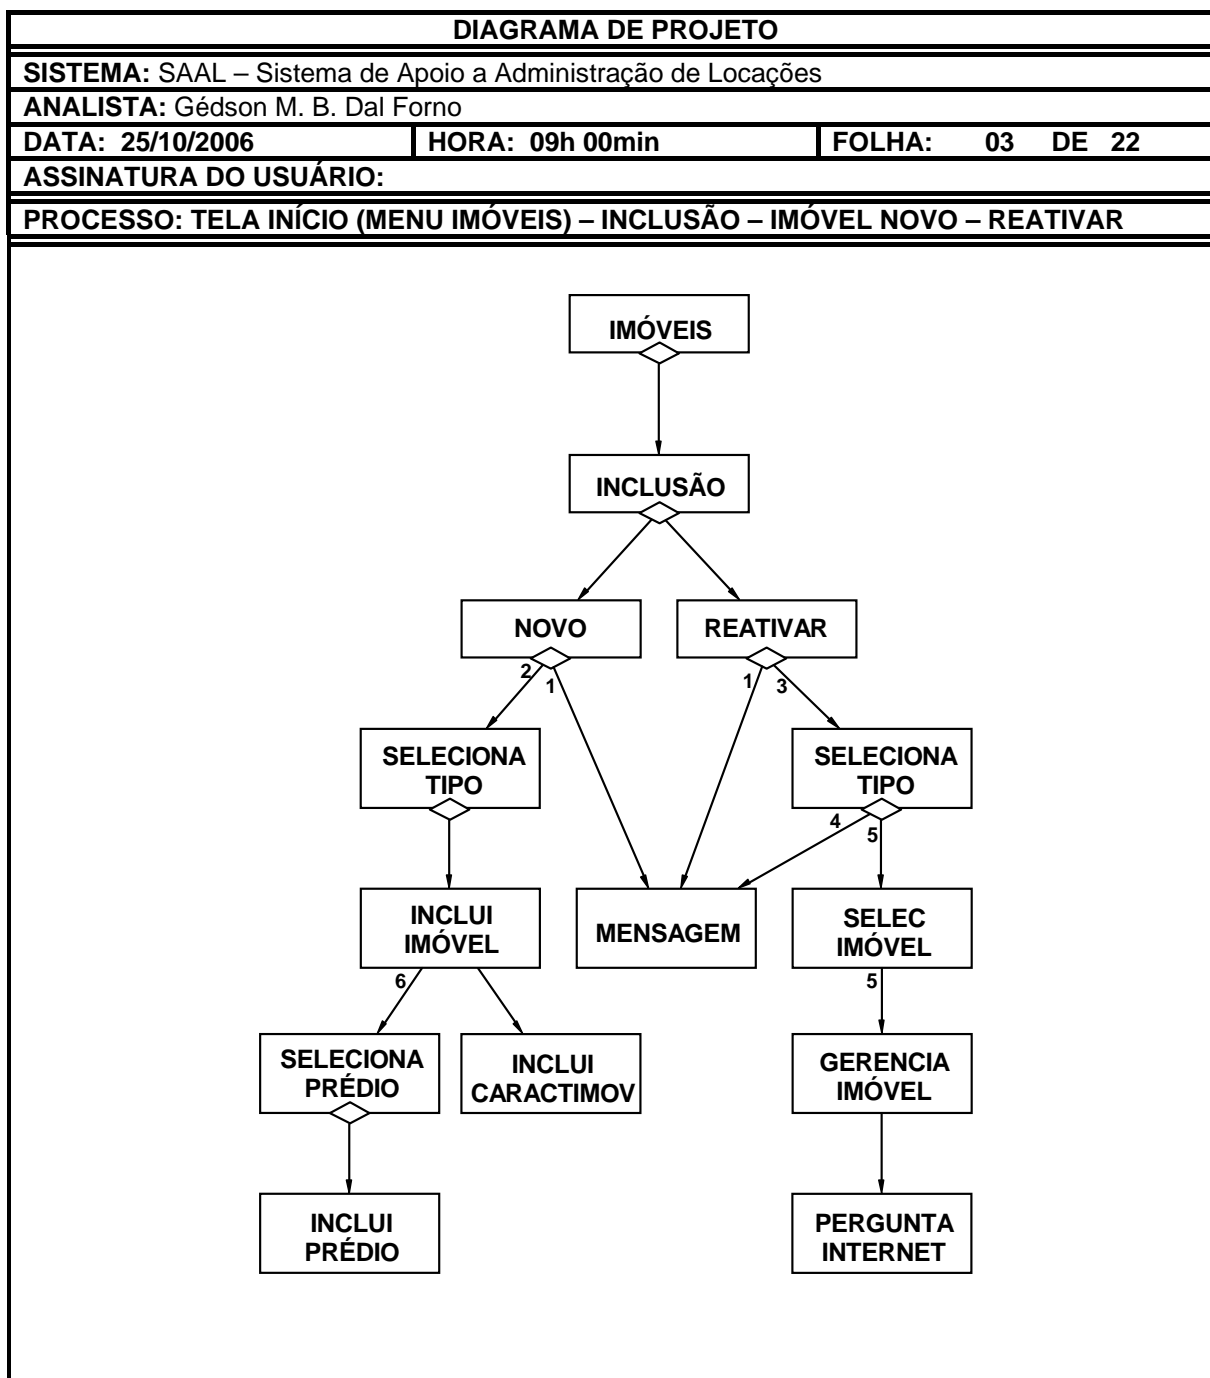 DIAGRAMA DE PROJETO
SISTEMA: SAAL – Sistema de Apoio a Administração de Locações
ANALISTA: Gédson M. B. Dal Forno
DATA: 25/10/2006 HORA: 09h 00min FOLHA: 03 DE 22
ASSINATURA DO USUÁRIO:
PROCESSO: TELA INÍCIO (MENU IMÓVEIS) – INCLUSÃO – IMÓVEL NOVO – REATIVAR
IMÓVEIS
INCLUSÃO
NOVO REATIVAR
2 1 1 3
SELECIONA
TIPO
SELECIONA
TIPO
4 5
INCLUI
IMÓVEL
MENSAGEM
SELEC
IMÓVEL
6 5
SELECIONA
PRÉDIO
INCLUI
CARACTIMOV
GERENCIA
IMÓVEL
INCLUI
PRÉDIO
PERGUNTA
INTERNET